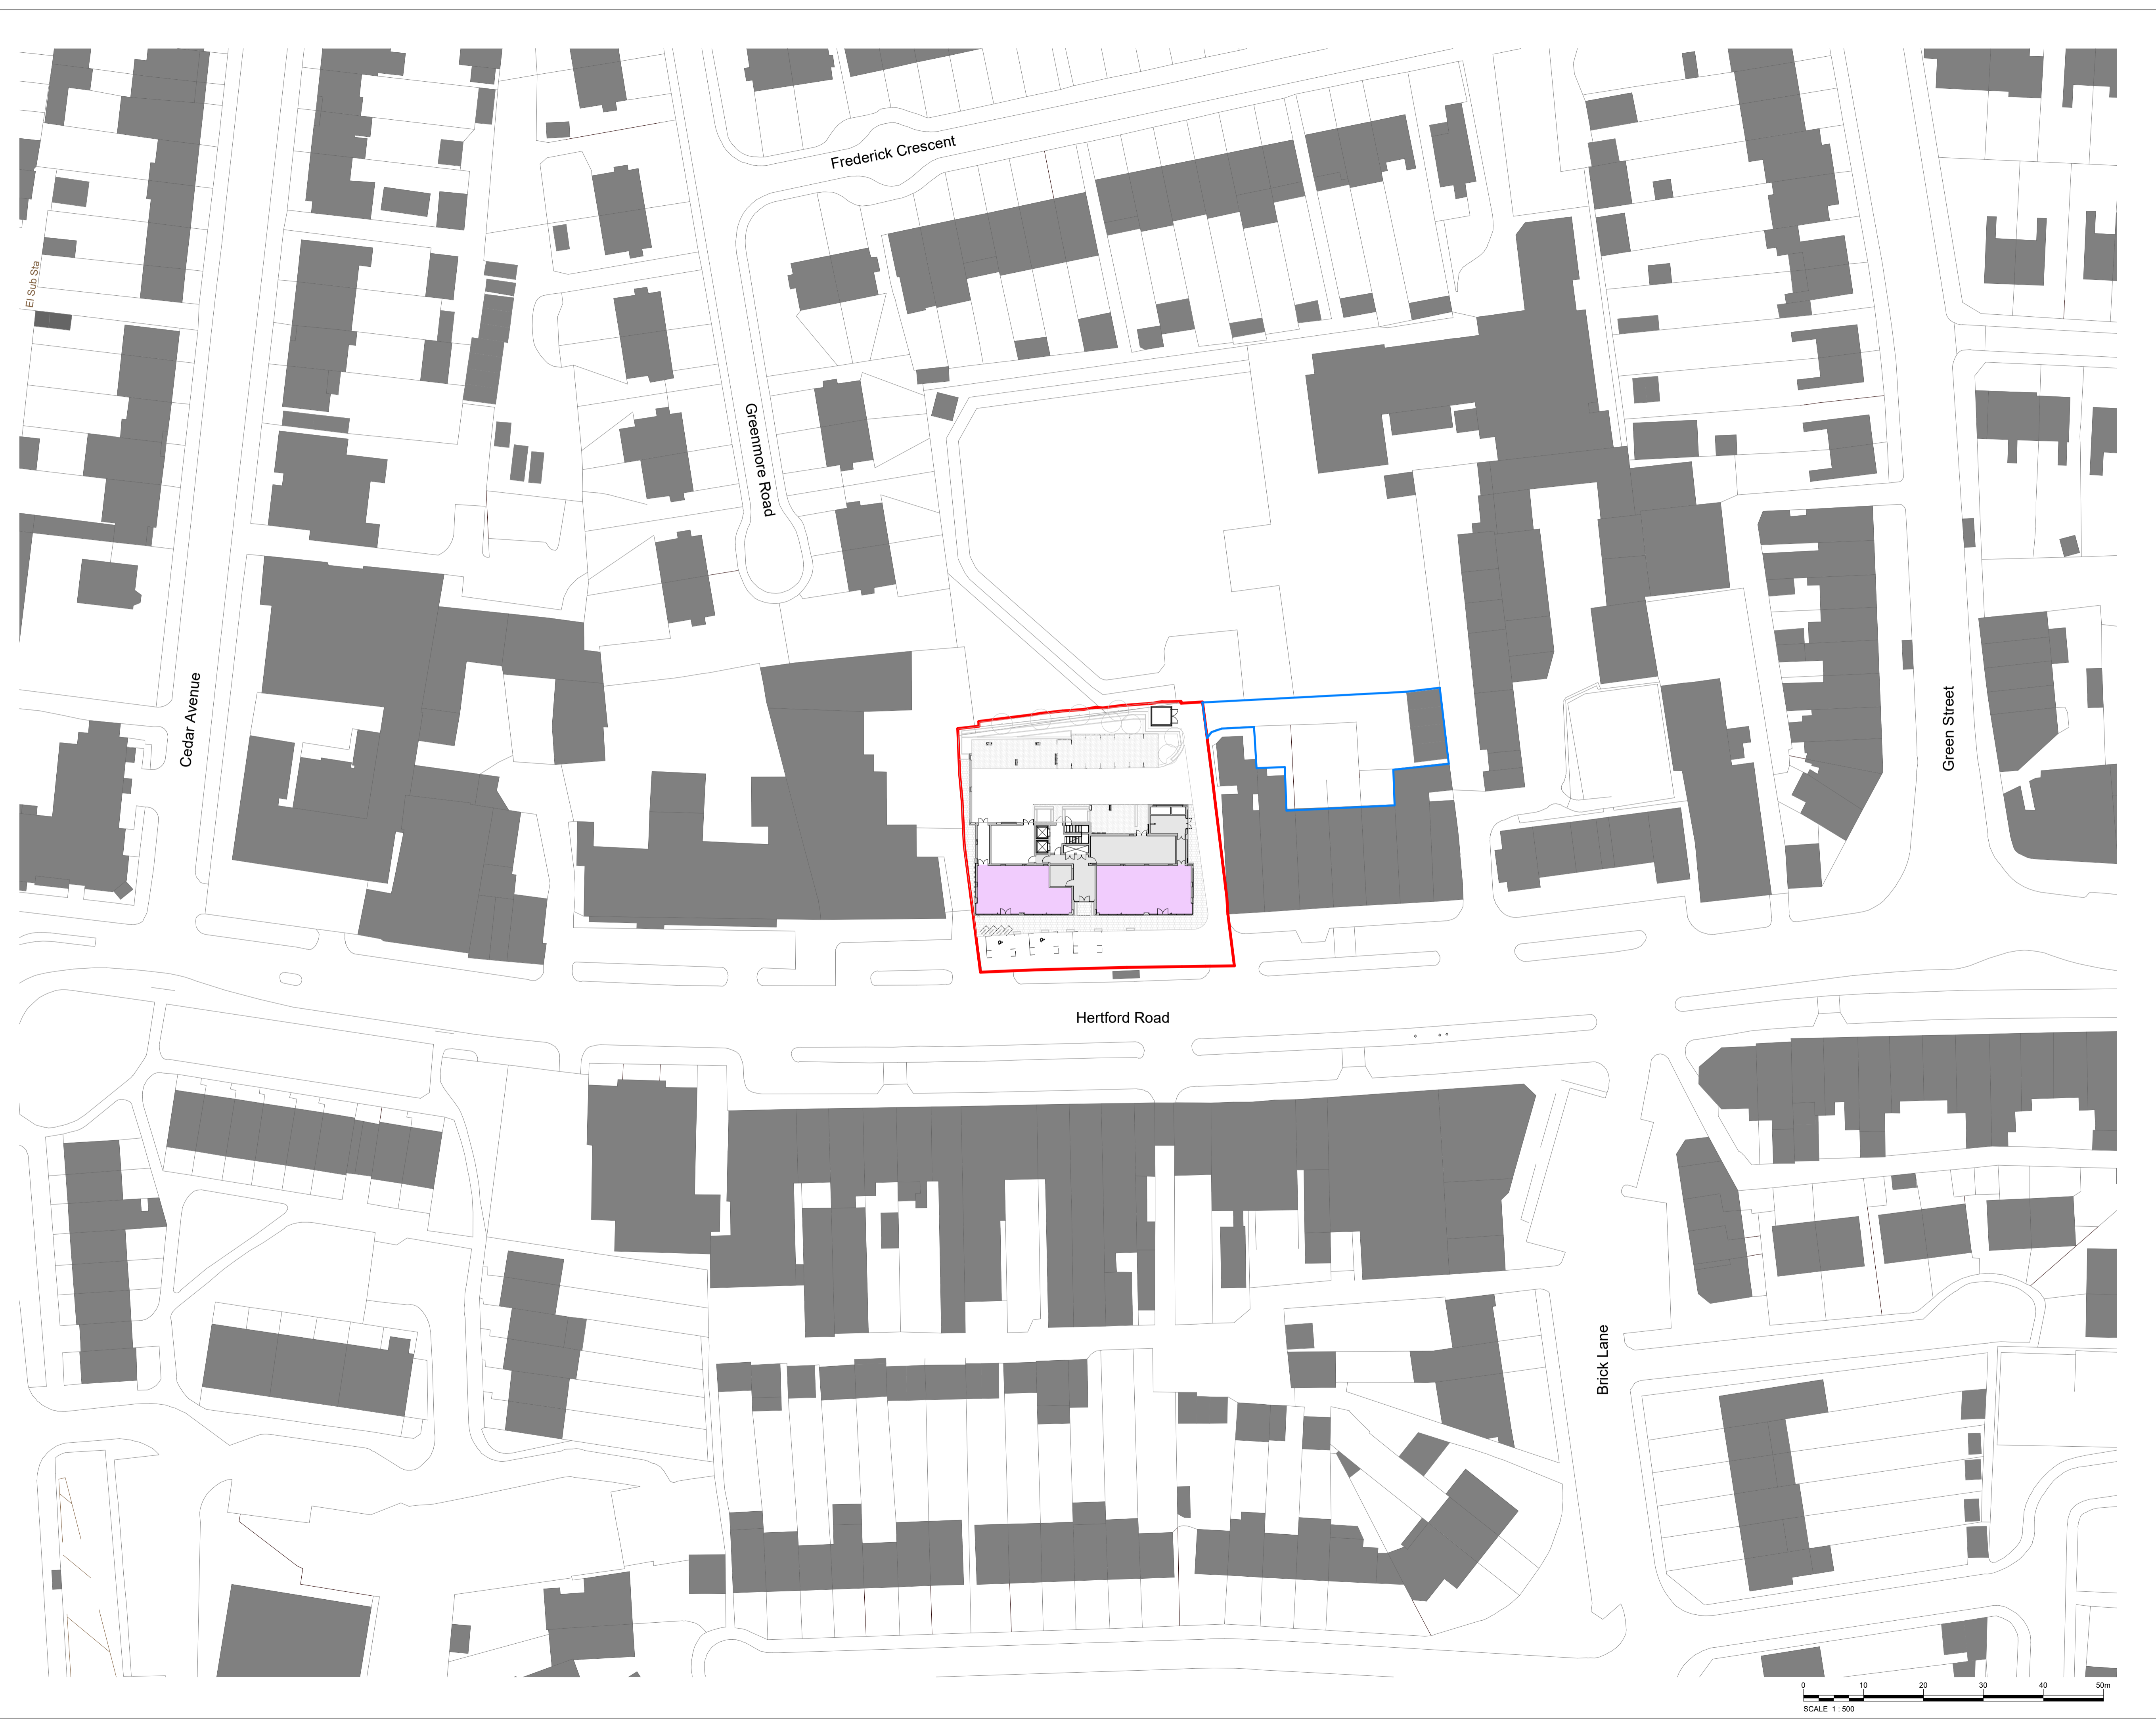 Frederick Crescent
El Sub Sta
Greenmore Road
Cedar Avenue
Green Street
Hertford Road
Brick Lane
0 10 20 30 40 50m
SCALE 1 : 500